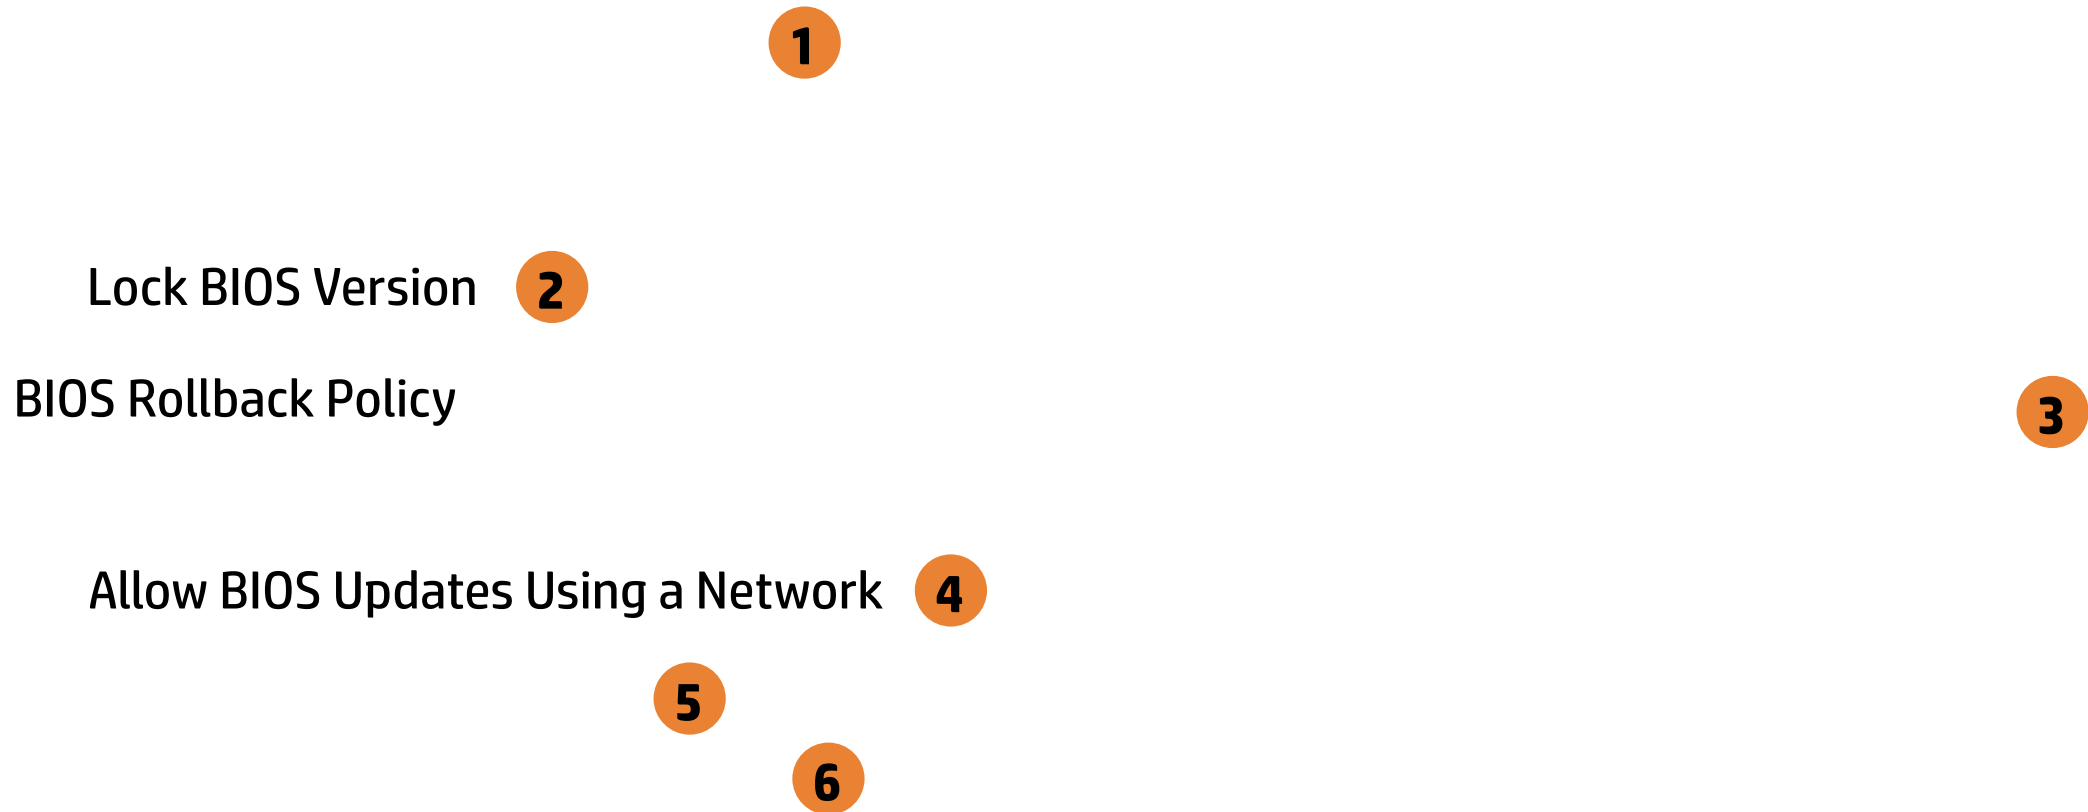 1
Lock BIOS Version 2
BIOS Rollback Policy 3
Allow BIOS Updates Using a Network 4
5
6